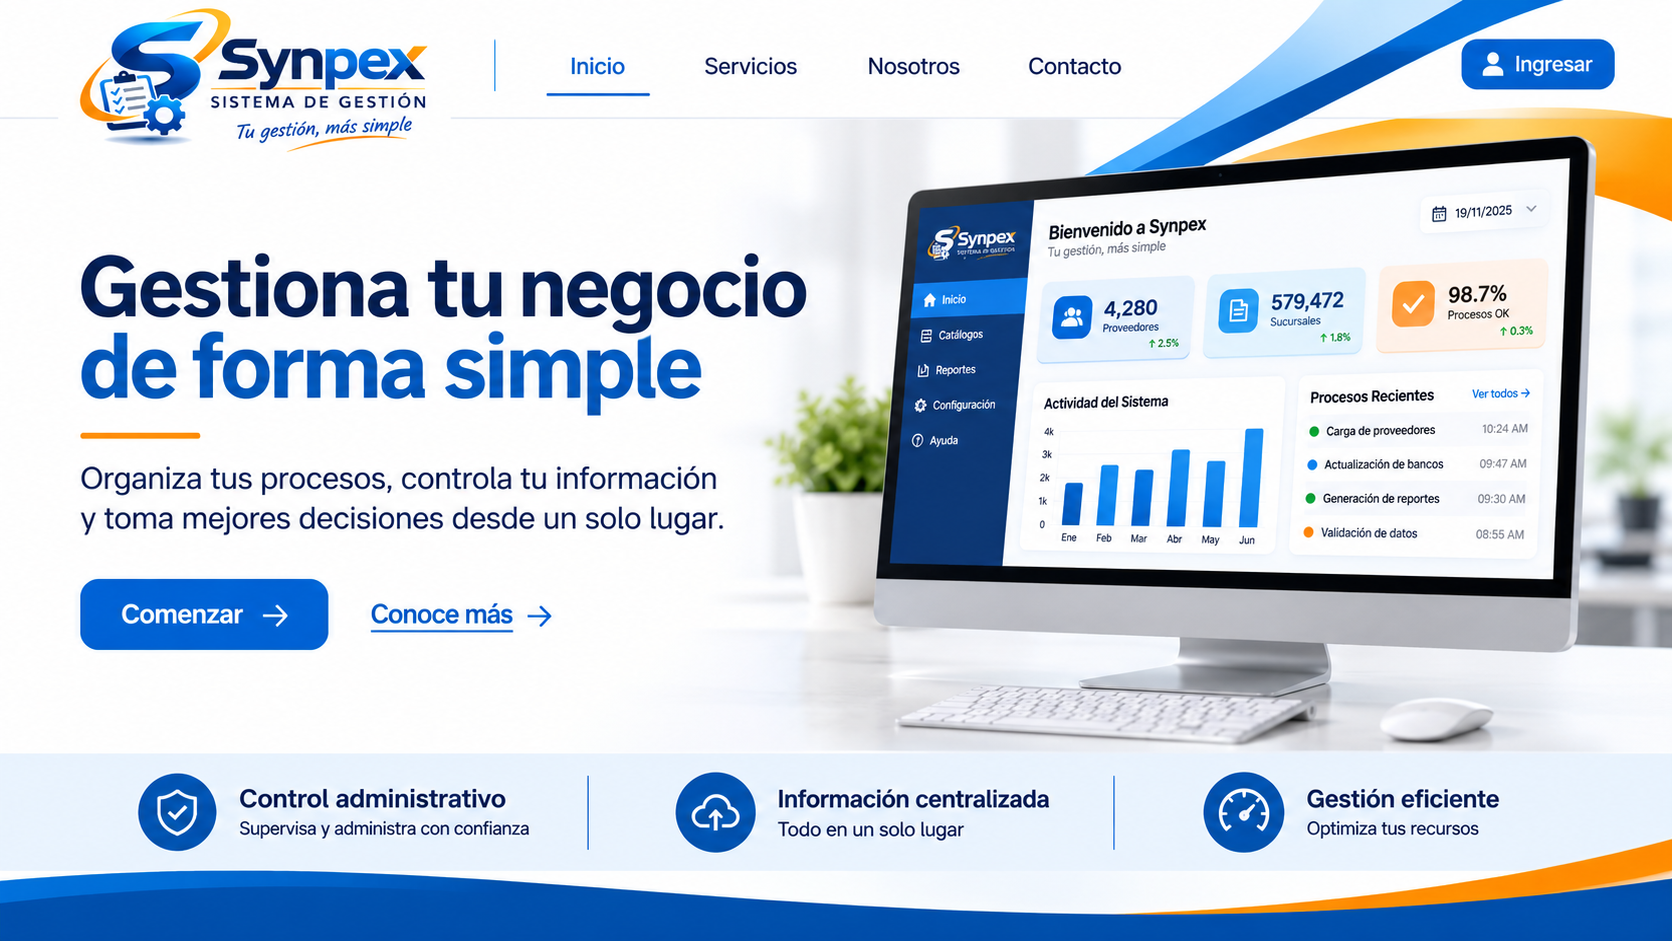 Synpex
SISTEMA DE GESTIÓN
Tu gestión, más simple
Inicio
Servicios
Nosotros
Contacto
Ingresar
Gestiona tu negocio
de forma simple
Organiza tus procesos, controla tu información
y toma mejores decisiones desde un solo lugar.
Comenzar →
Conoce más →
Synpex
SISTEMA DE GESTIÓN
Inicio
Catálogos
Reportes
Configuración
Ayuda
Bienvenido a Synpex
Tu gestión, más simple
19/11/2025
4,280
Proveedores
↑ 2.5%
579,472
Sucursales
↑ 1.8%
98.7%
Procesos OK
↑ 0.3%
Actividad del Sistema
4k
3k
2k
1k
0
Ene Feb Mar Abr May Jun
Procesos Recientes
Ver todos →
Carga de proveedores 10:24 AM
Actualización de bancos 09:47 AM
Generación de reportes 09:30 AM
Validación de datos 08:55 AM
Control administrativo
Supervisa y administra con confianza
Información centralizada
Todo en un solo lugar
Gestión eficiente
Optimiza tus recursos